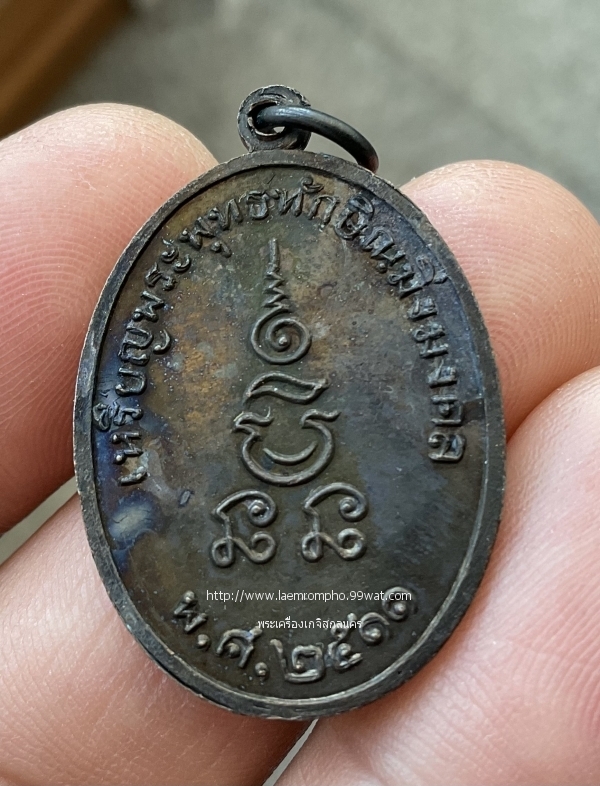 เหรียญพระพุทธทักษิณมิ่งมงคล
พ.ศ.๒๕๑๑
http://www.laemrompho.99wat.com
พระเครื่องเกจิสกลนคร